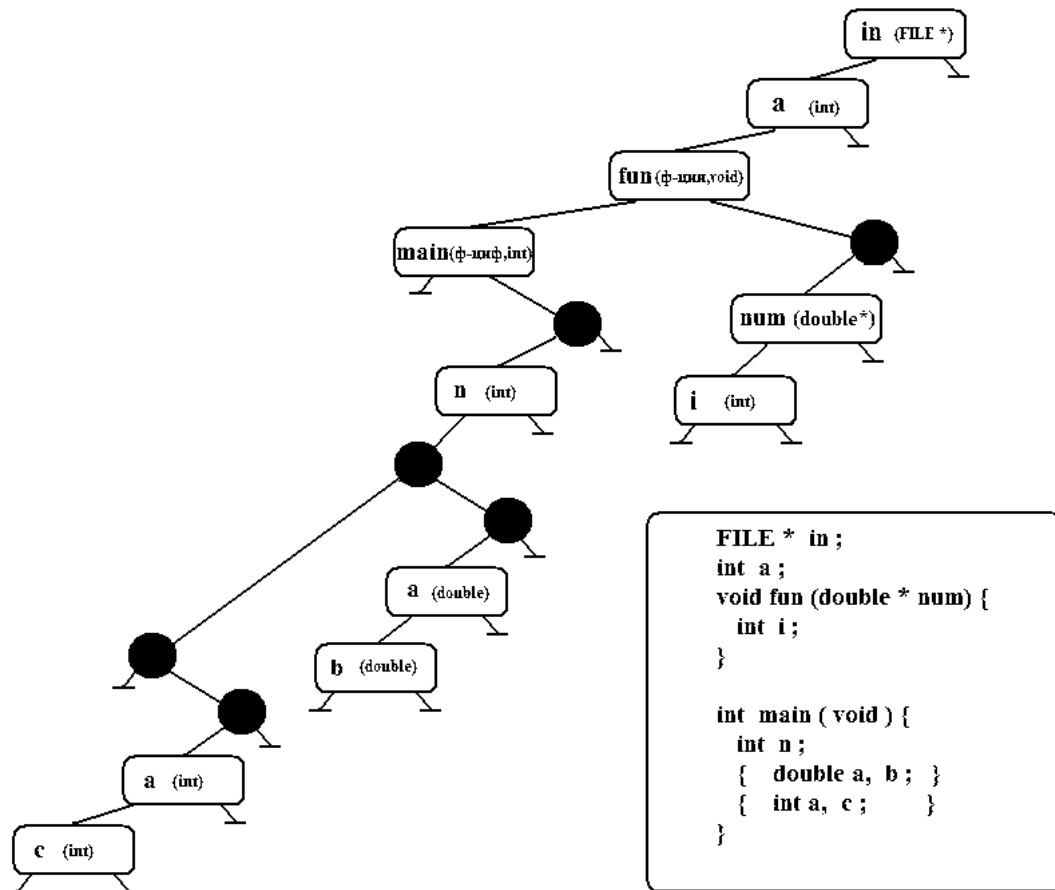 in (FILE *)
a (int)
fun (ф-ция,void)
main(ф-циф,int)
num (double*)
n (int)
i (int)
a (double)
b (double)
a (int)
c (int)
FILE * in ;
int a ;
void fun (double * num) {
int i ;
}
int main ( void ) {
int n ;
{ double a, b ; }
{ int a, c ; }
}